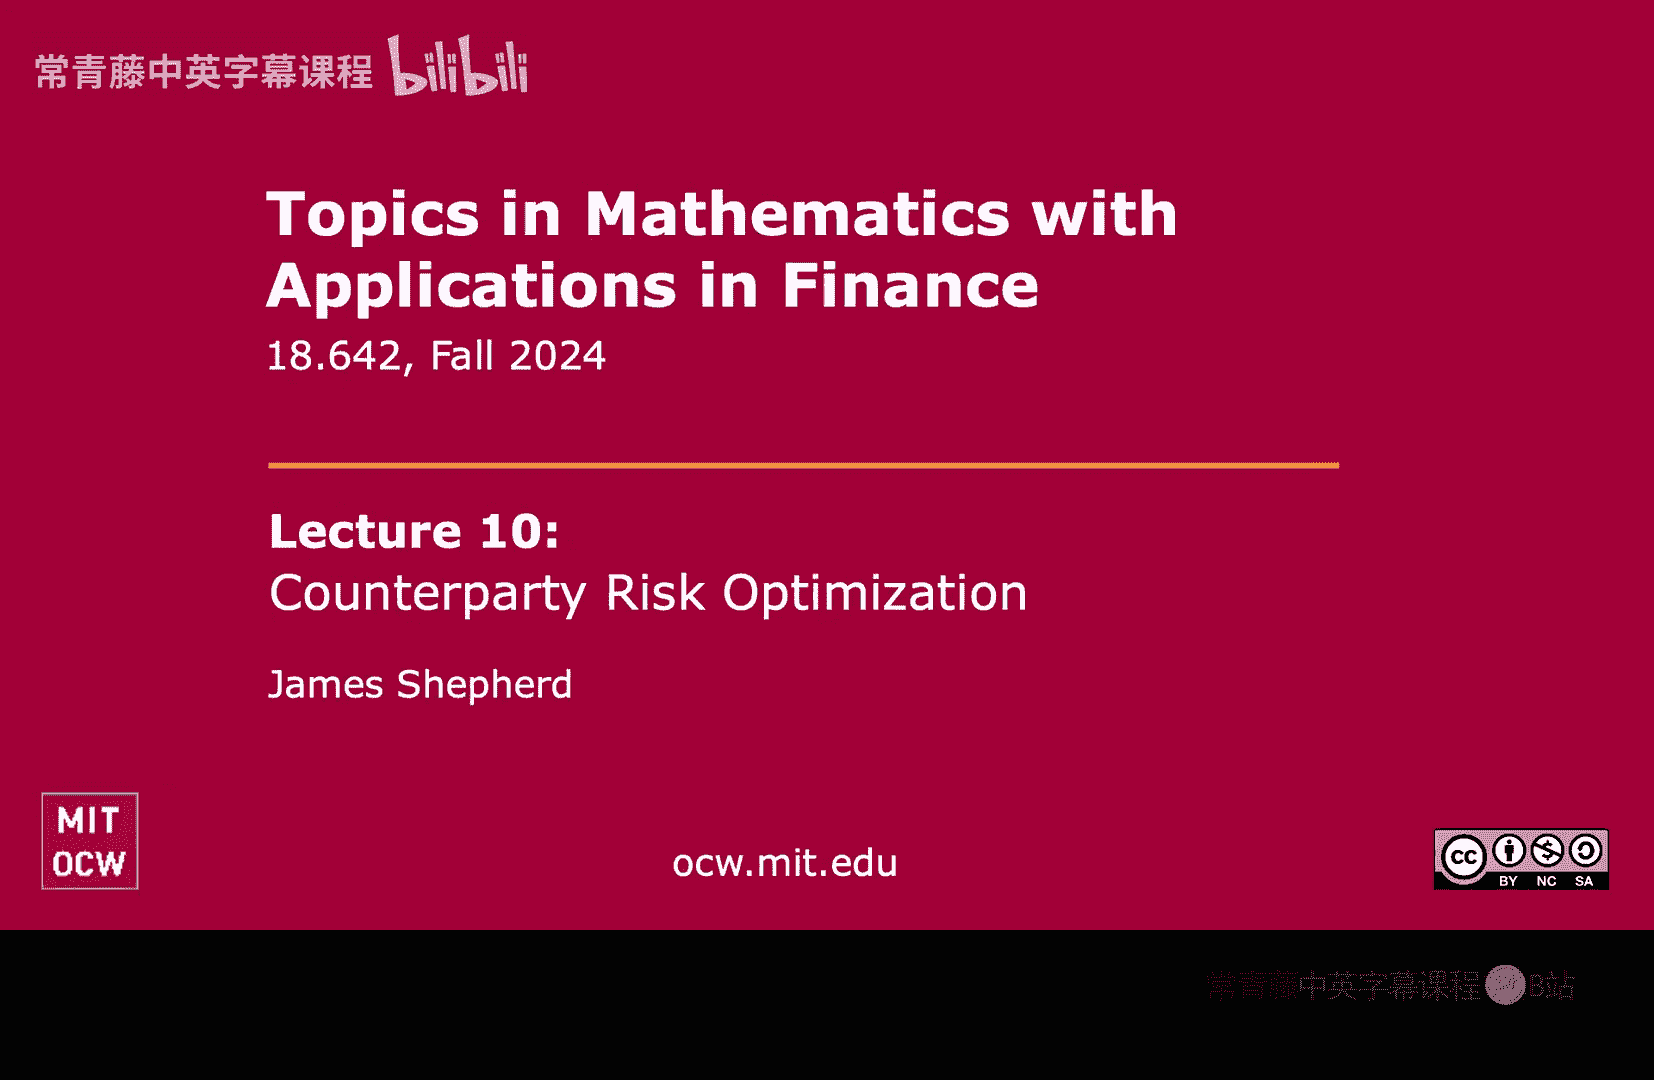 常青藤中英字幕课程 bilibili
Topics in Mathematics with
Applications in Finance
18.642, Fall 2024
Lecture 10:
Counterparty Risk Optimization
James Shepherd
MIT
OCW
ocw.mit.edu
CC
BY NC SA
常青藤中英字幕课程 B站